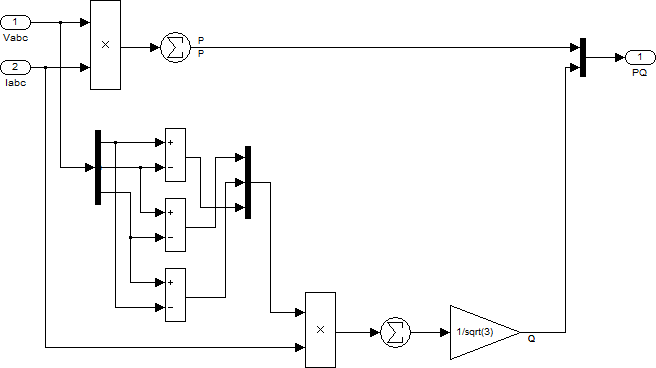 1
Vabc
2
Iabc
×
Σ
P
P
1
PQ
+
−
+
−
+
−
×
Σ
1/sqrt(3)
Q